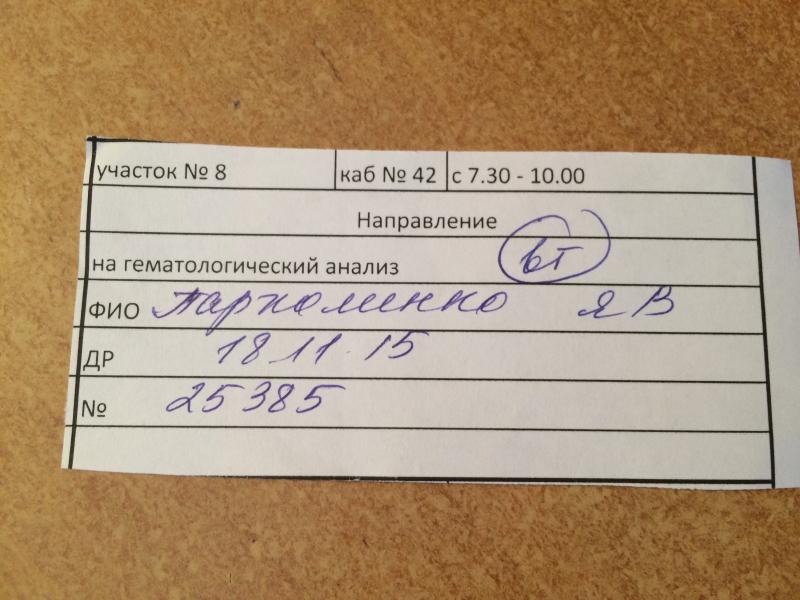 участок № 8 каб № 42 с 7.30 - 10.00
Направление
вт
на гематологический анализ
ФИО Пархоменко Я В
ДР 18 11. 15
№ 25385